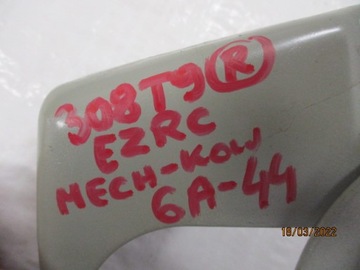 308T9 R
EZRC
MECH-KOW
6A-44
18/03/2022